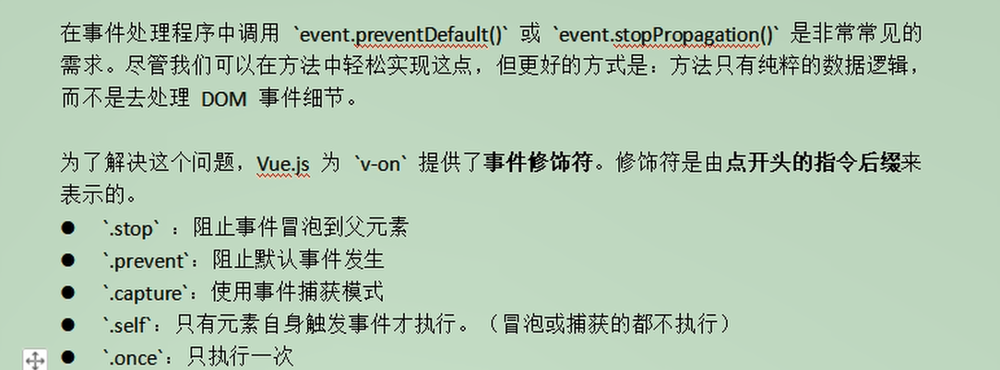 在事件处理程序中调用 `event.preventDefault()` 或 `event.stopPropagation()` 是非常常见的
需求。尽管我们可以在方法中轻松实现这点，但更好的方式是：方法只有纯粹的数据逻辑，
而不是去处理 DOM 事件细节。
为了解决这个问题，Vue.js 为 `v-on` 提供了事件修饰符。修饰符是由点开头的指令后缀来
表示的。
● `.stop` ：阻止事件冒泡到父元素
● `.prevent`：阻止默认事件发生
● `.capture`：使用事件捕获模式
● `.self`：只有元素自身触发事件才执行。（冒泡或捕获的都不执行）
● `.once`：只执行一次